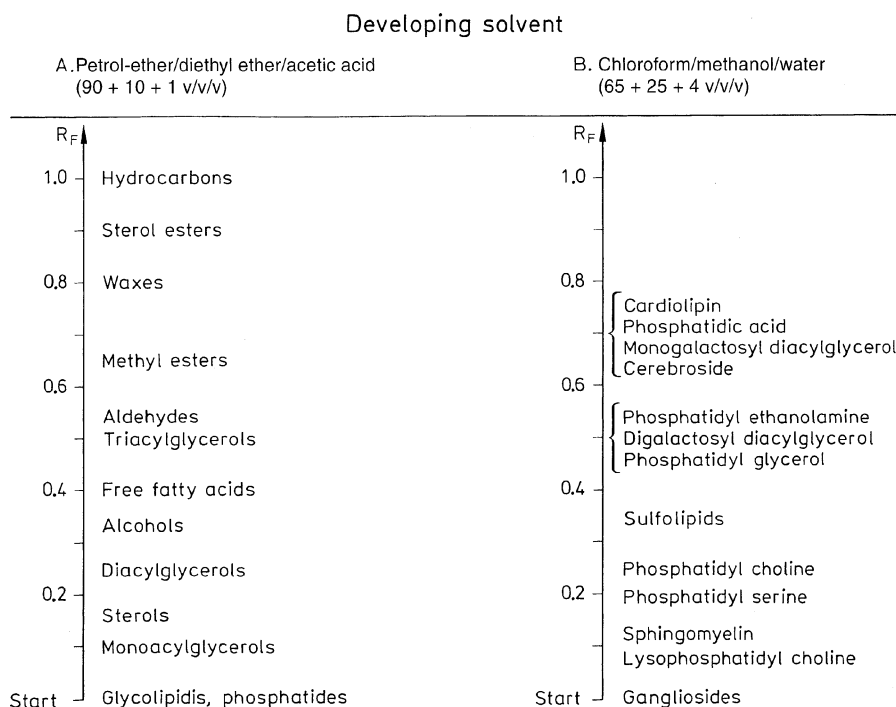 Developing solvent
A. Petrol-ether/diethyl ether/acetic acid
(90 + 10 + 1 v/v/v)
B. Chloroform/methanol/water
(65 + 25 + 4 v/v/v)
RF
1.0 Hydrocarbons
Sterol esters
0.8 Waxes
Methyl esters
0.6
Aldehydes
Triacylglycerols
0.4 Free fatty acids
Alcohols
Diacylglycerols
0.2
Sterols
Monoacylglycerols
Start Glycolipidis, phosphatides
RF
1.0
0.8
Cardiolipin
Phosphatidic acid
Monogalactosyl diacylglycerol
Cerebroside
0.6
Phosphatidyl ethanolamine
Digalactosyl diacylglycerol
Phosphatidyl glycerol
0.4
Sulfolipids
Phosphatidyl choline
0.2 Phosphatidyl serine
Sphingomyelin
Lysophosphatidyl choline
Start Gangliosides